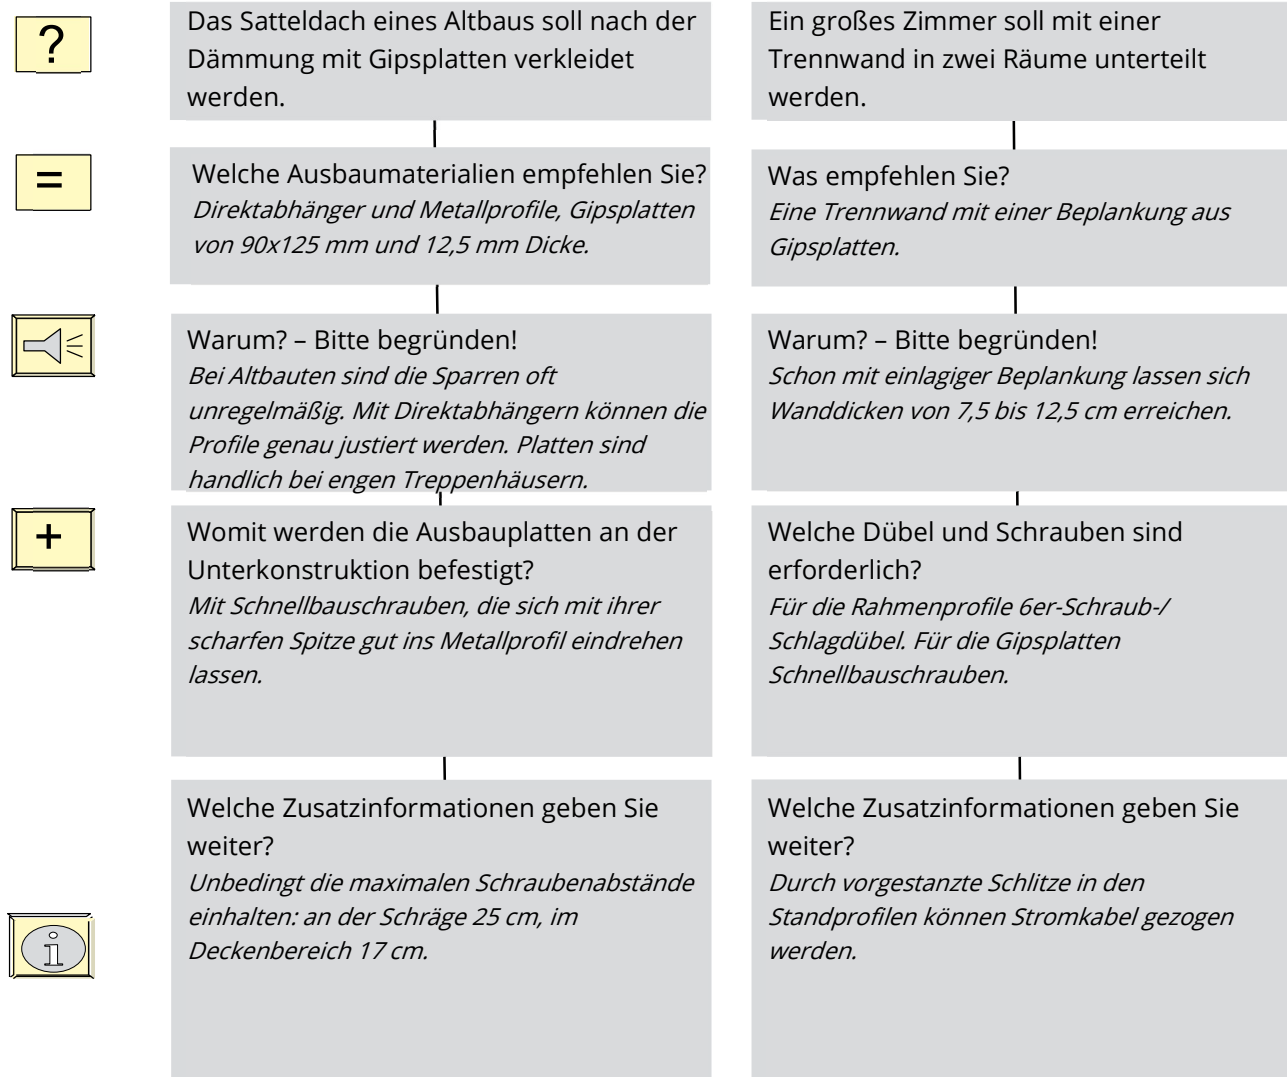 ?
Das Satteldach eines Altbaus soll nach der
Dämmung mit Gipsplatten verkleidet
werden.
Ein großes Zimmer soll mit einer
Trennwand in zwei Räume unterteilt
werden.
=
Welche Ausbaumaterialien empfehlen Sie?
Direktabhänger und Metallprofile, Gipsplatten
von 90x125 mm und 12,5 mm Dicke.
Was empfehlen Sie?
Eine Trennwand mit einer Beplankung aus
Gipsplatten.
Warum? – Bitte begründen!
Bei Altbauten sind die Sparren oft
unregelmäßig. Mit Direktabhängern können die
Profile genau justiert werden. Platten sind
handlich bei engen Treppenhäusern.
Warum? – Bitte begründen!
Schon mit einlagiger Beplankung lassen sich
Wanddicken von 7,5 bis 12,5 cm erreichen.
+
Womit werden die Ausbauplatten an der
Unterkonstruktion befestigt?
Mit Schnellbauschrauben, die sich mit ihrer
scharfen Spitze gut ins Metallprofil eindrehen
lassen.
Welche Dübel und Schrauben sind
erforderlich?
Für die Rahmenprofile 6er-Schraub-/
Schlagdübel. Für die Gipsplatten
Schnellbauschrauben.
i
Welche Zusatzinformationen geben Sie
weiter?
Unbedingt die maximalen Schraubenabstände
einhalten: an der Schräge 25 cm, im
Deckenbereich 17 cm.
Welche Zusatzinformationen geben Sie
weiter?
Durch vorgestanzte Schlitze in den
Standprofilen können Stromkabel gezogen
werden.